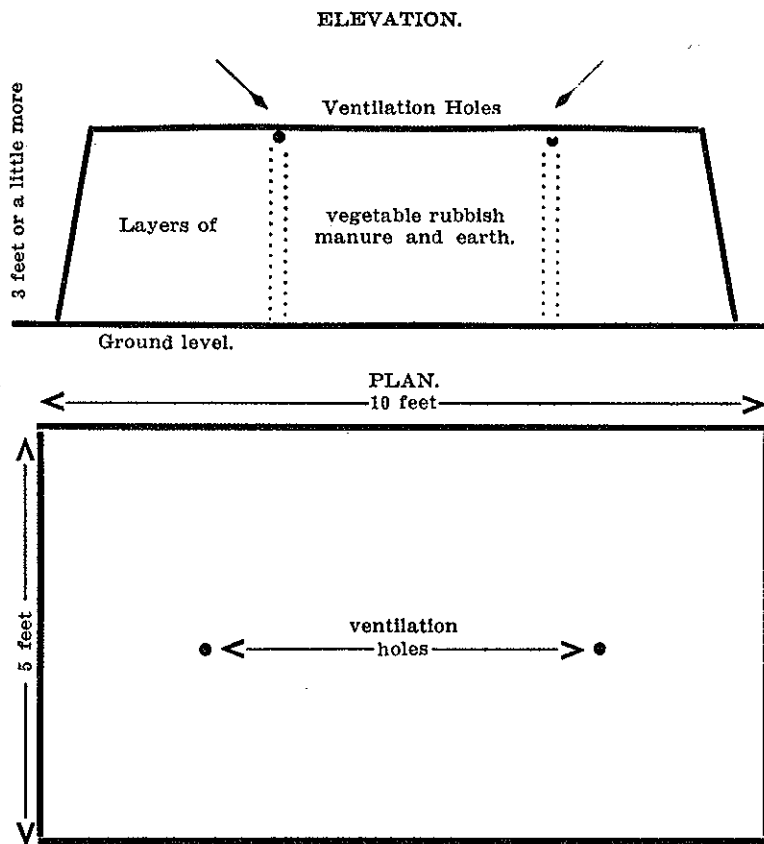 ELEVATION.
Ventilation Holes
3 feet or a little more
Layers of
vegetable rubbish
manure and earth.
Ground level.
PLAN.
10 feet
5 feet
ventilation
holes